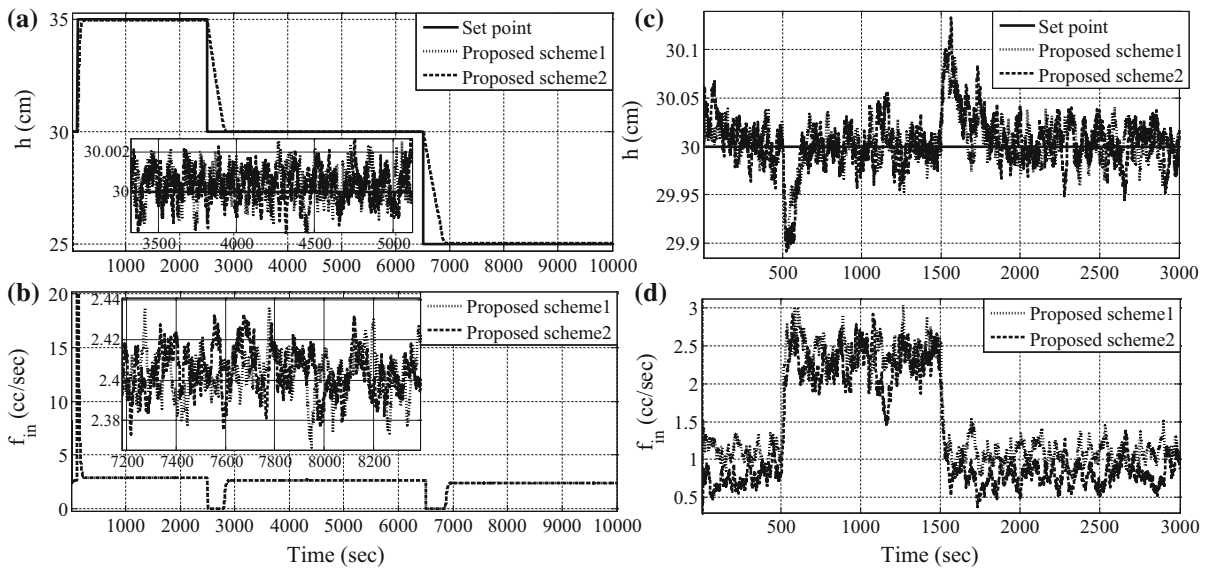 (a)
35
30
25
h (cm)
Set point
Proposed scheme1
Proposed scheme2
30.002
30
3500 4000 4500 5000
1000 2000 3000 4000 5000 6000 7000 8000 9000 10000
(b)
20
15
10
5
0
f_in (cc/sec)
Proposed scheme1
Proposed scheme2
2.44
2.42
2.4
2.38
7200 7400 7600 7800 8000 8200
1000 2000 3000 4000 5000 6000 7000 8000 9000 10000
Time (sec)
(c)
30.1
30.05
30
29.95
29.9
h (cm)
Set point
Proposed scheme1
Proposed scheme2
500 1000 1500 2000 2500 3000
(d)
3
2.5
2
1.5
1
0.5
f_in (cc/sec)
Proposed scheme1
Proposed scheme2
500 1000 1500 2000 2500 3000
Time (sec)